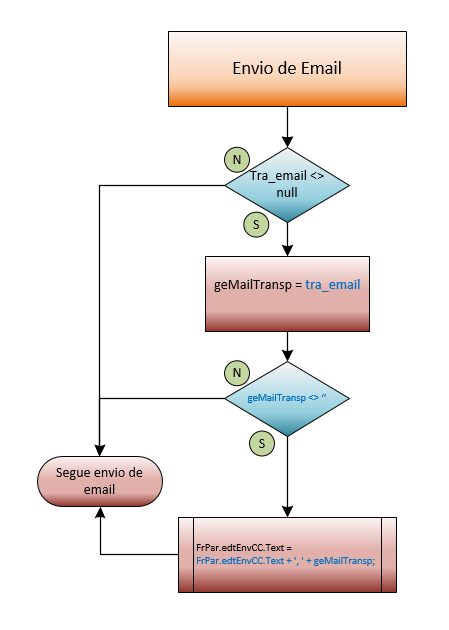 Envio de Email
N
Tra_email <>
null
S
geMailTransp = tra_email
N
geMailTransp <> ‘’
S
Segue envio de
email
FrPar.edtEnvCC.Text =
FrPar.edtEnvCC.Text + ', ' + geMailTransp;